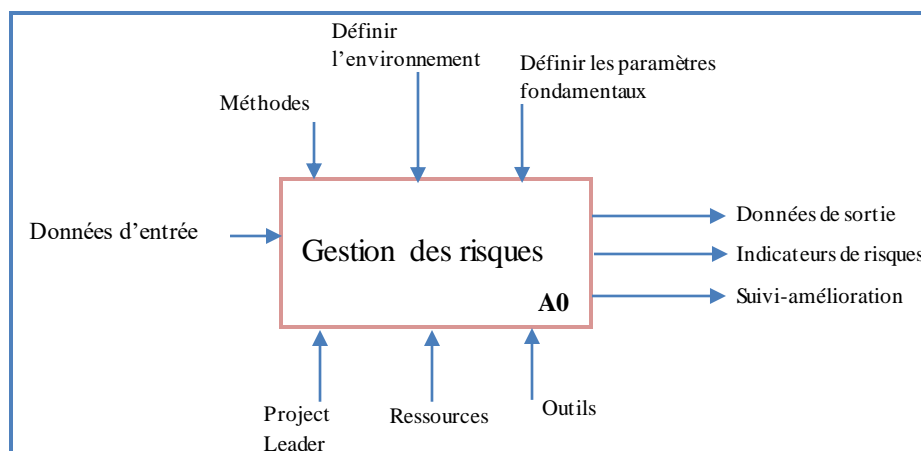 Définir
l’environnement
Définir les paramètres
fondamentaux
Méthodes
Données d’entrée
Gestion des risques
A0
Données de sortie
Indicateurs de risques
Suivi-amélioration
Project
Leader
Ressources
Outils